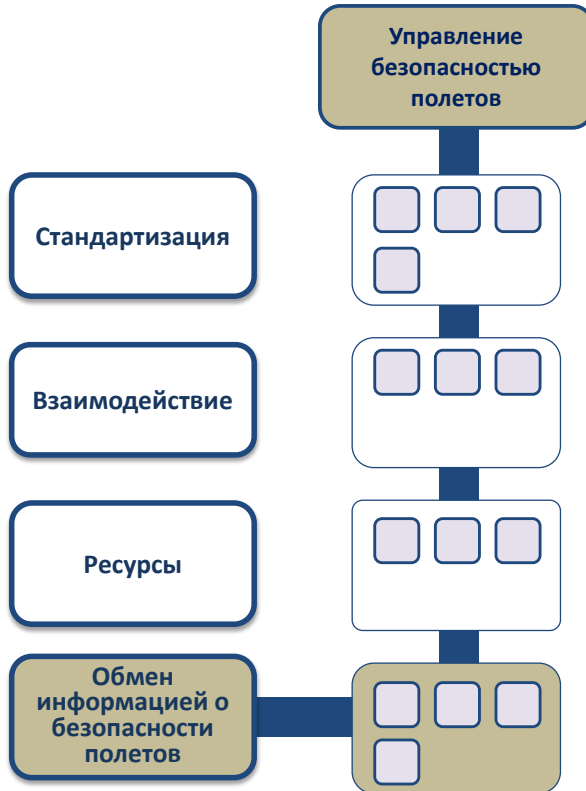 Управление
безопасностью
полетов
Стандартизация
Взаимодействие
Ресурсы
Обмен
информацией о
безопасности
полетов